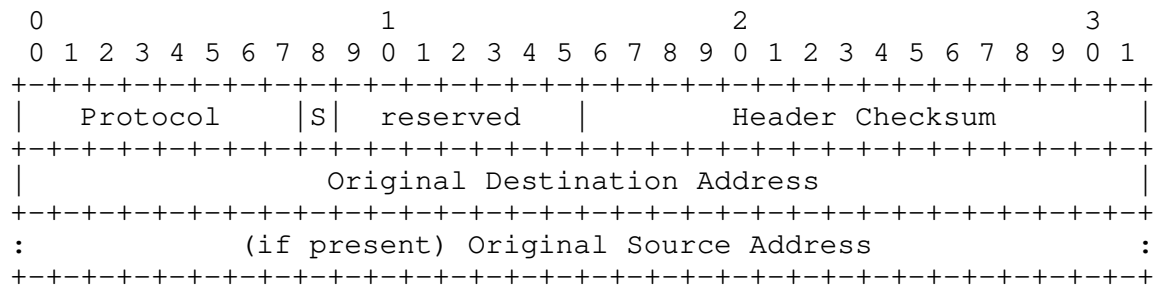 0                   1                   2                   3
 0 1 2 3 4 5 6 7 8 9 0 1 2 3 4 5 6 7 8 9 0 1 2 3 4 5 6 7 8 9 0 1
+-+-+-+-+-+-+-+-+-+-+-+-+-+-+-+-+-+-+-+-+-+-+-+-+-+-+-+-+-+-+-+-+
|   Protocol    |S|  reserved   |        Header Checksum        |
+-+-+-+-+-+-+-+-+-+-+-+-+-+-+-+-+-+-+-+-+-+-+-+-+-+-+-+-+-+-+-+-+
|                 Original Destination Address                  |
+-+-+-+-+-+-+-+-+-+-+-+-+-+-+-+-+-+-+-+-+-+-+-+-+-+-+-+-+-+-+-+-+
:            (if present) Original Source Address               :
+-+-+-+-+-+-+-+-+-+-+-+-+-+-+-+-+-+-+-+-+-+-+-+-+-+-+-+-+-+-+-+-+